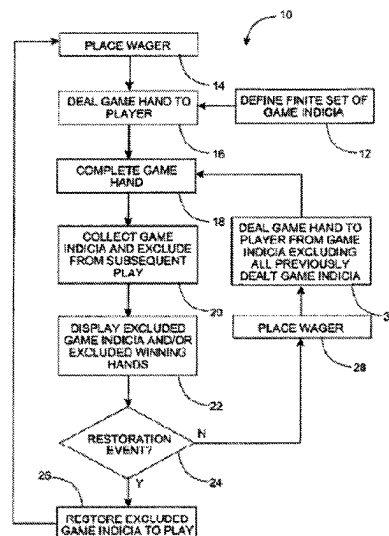 10
PLACE WAGER
14
DEAL GAME HAND TO
PLAYER
16
DEFINE FINITE SET OF
GAME INDICIA
12
COMPLETE GAME
HAND
18
COLLECT GAME
INDICIA AND EXCLUDE
FROM SUBSEQUENT
PLAY
20
DEAL GAME HAND TO
PLAYER FROM GAME
INDICIA EXCLUDING
ALL PREVIOUSLY
DEALT GAME INDICIA
DISPLAY EXCLUDED
GAME INDICIA AND/OR
EXCLUDED WINNING
HANDS
22
PLACE WAGER
28
RESTORATION
EVENT?
N
24
Y
26
RESTORE EXCLUDED
GAME INDICIA TO PLAY